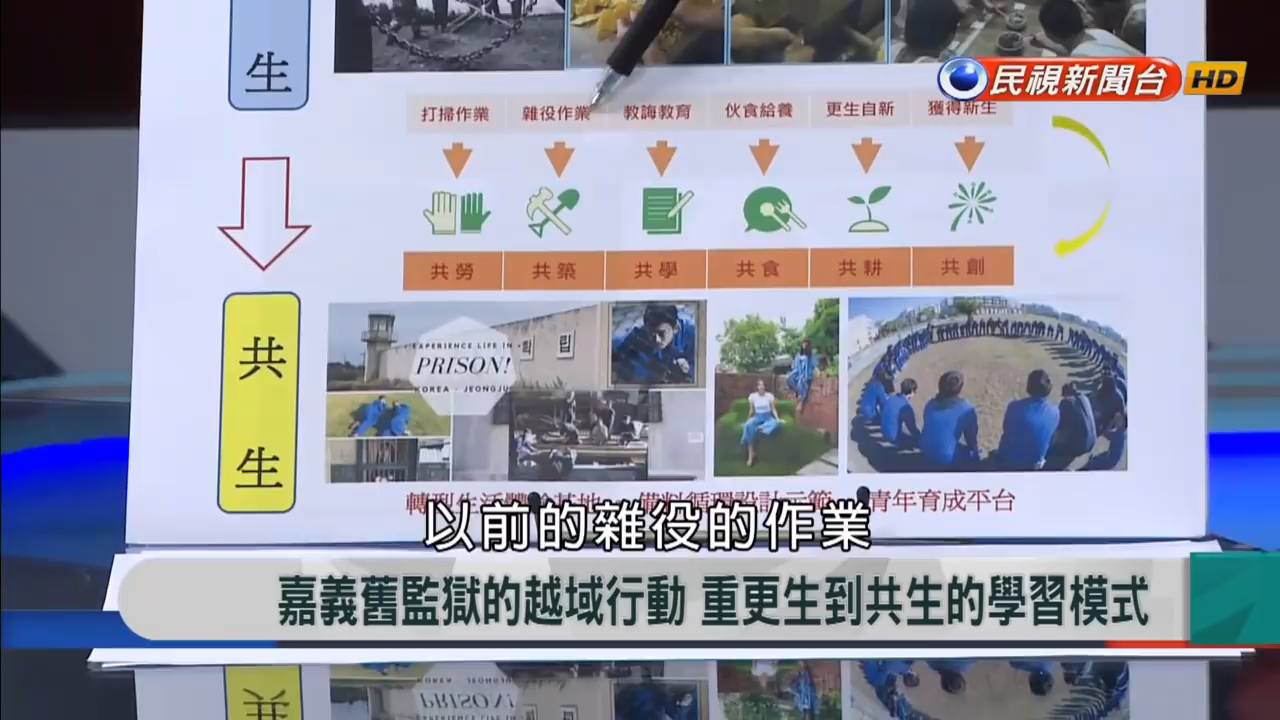 生
民視新聞台 HD
打掃作業 雜役作業 教誨教育 伙食給養 更生自新 獲得新生
共勞 共築 共學 共食 共耕 共創
共生
EXPERIENCE LIFE IN
PRISON!
KOREA - JEONGJU
학 립
青年育成平台
以前的雜役的作業
嘉義舊監獄的越域行動 重更生到共生的學習模式